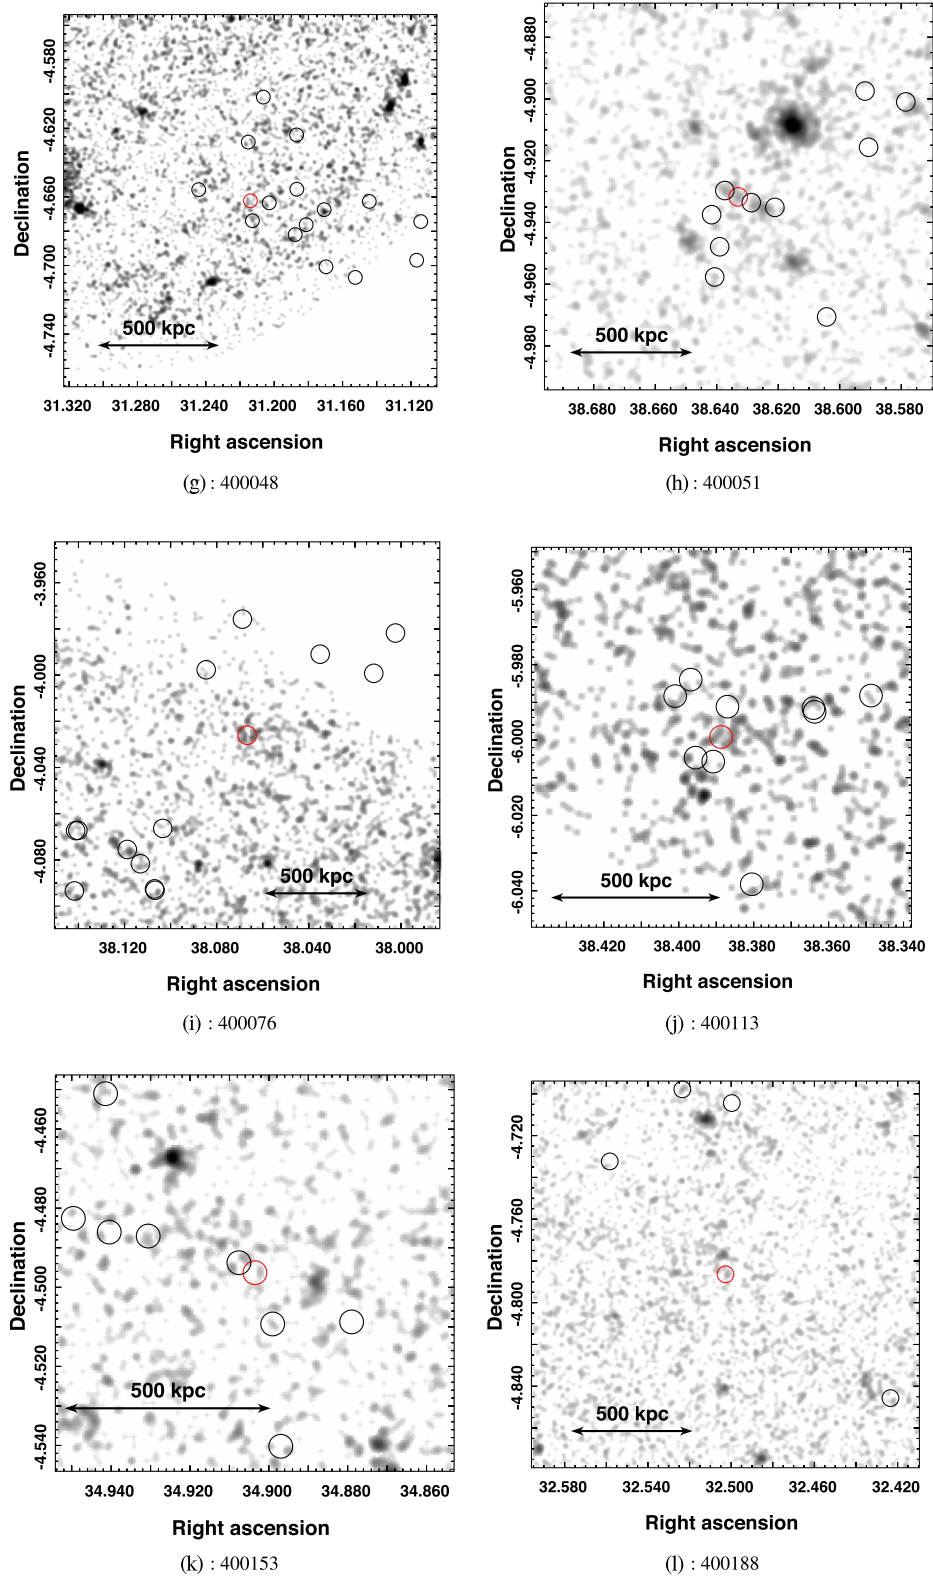 -4.580
-4.620
-4.660
-4.700
-4.740
Declination
500 kpc
31.320 31.280 31.240 31.200 31.160 31.120
Right ascension
(g) : 400048
-4.880
-4.900
-4.920
-4.940
-4.960
-4.980
Declination
500 kpc
38.680 38.660 38.640 38.620 38.600 38.580
Right ascension
(h) : 400051
-3.960
-4.000
-4.040
-4.080
Declination
500 kpc
38.120 38.080 38.040 38.000
Right ascension
(i) : 400076
-5.960
-5.980
-6.000
-6.020
-6.040
Declination
500 kpc
38.420 38.400 38.380 38.360 38.340
Right ascension
(j) : 400113
-4.460
-4.480
-4.500
-4.520
-4.540
Declination
500 kpc
34.940 34.920 34.900 34.880 34.860
Right ascension
(k) : 400153
-4.720
-4.760
-4.800
-4.840
Declination
500 kpc
32.580 32.540 32.500 32.460 32.420
Right ascension
(l) : 400188